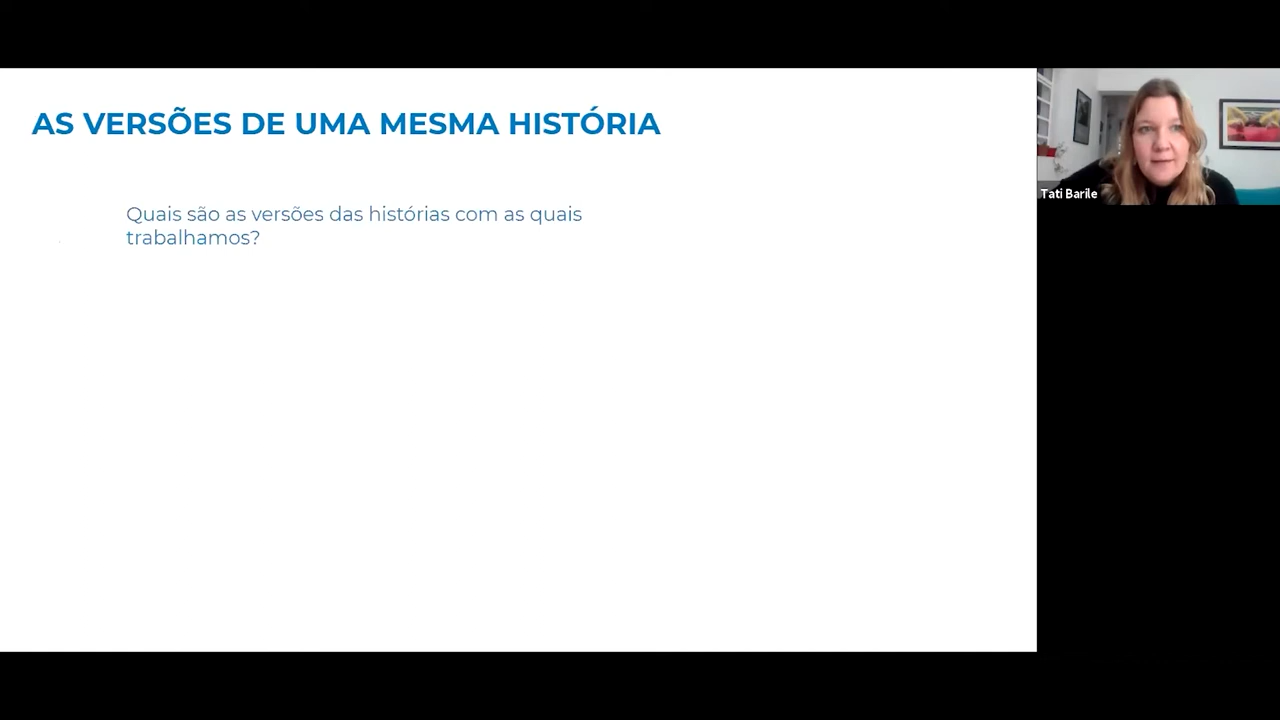 AS VERSÕES DE UMA MESMA HISTÓRIA
Quais são as versões das histórias com as quais
trabalhamos?
Tati Barile